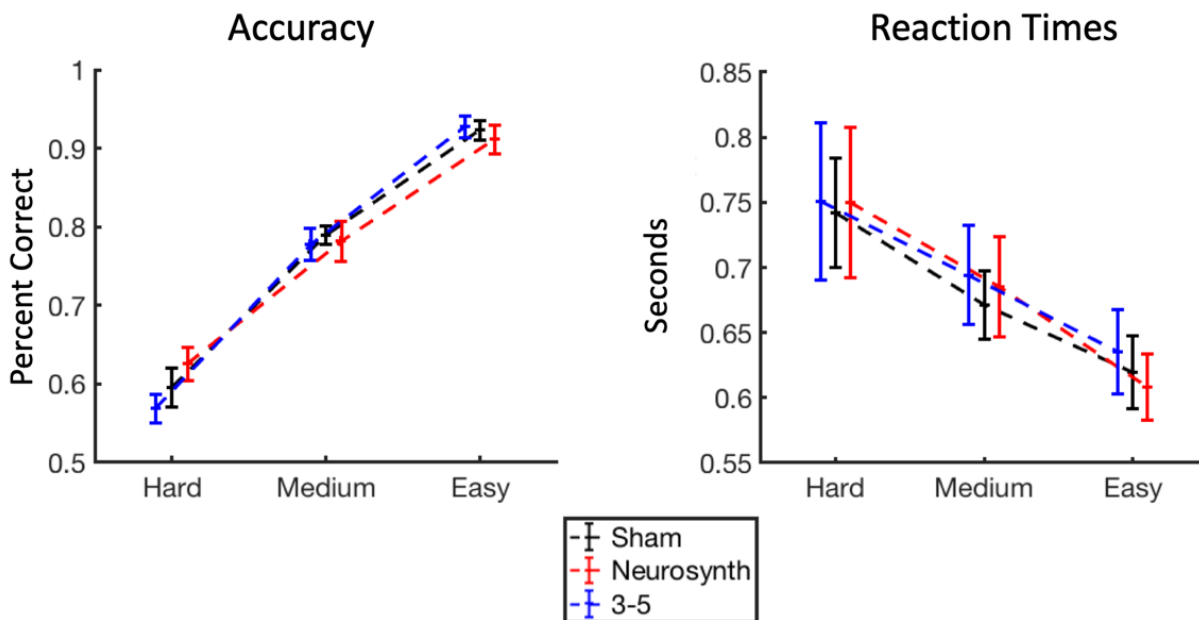 Accuracy
Percent Correct
1
0.9
0.8
0.7
0.6
0.5
Hard Medium Easy
Reaction Times
Seconds
0.85
0.8
0.75
0.7
0.65
0.6
0.55
Hard Medium Easy
Sham
Neurosynth
3-5